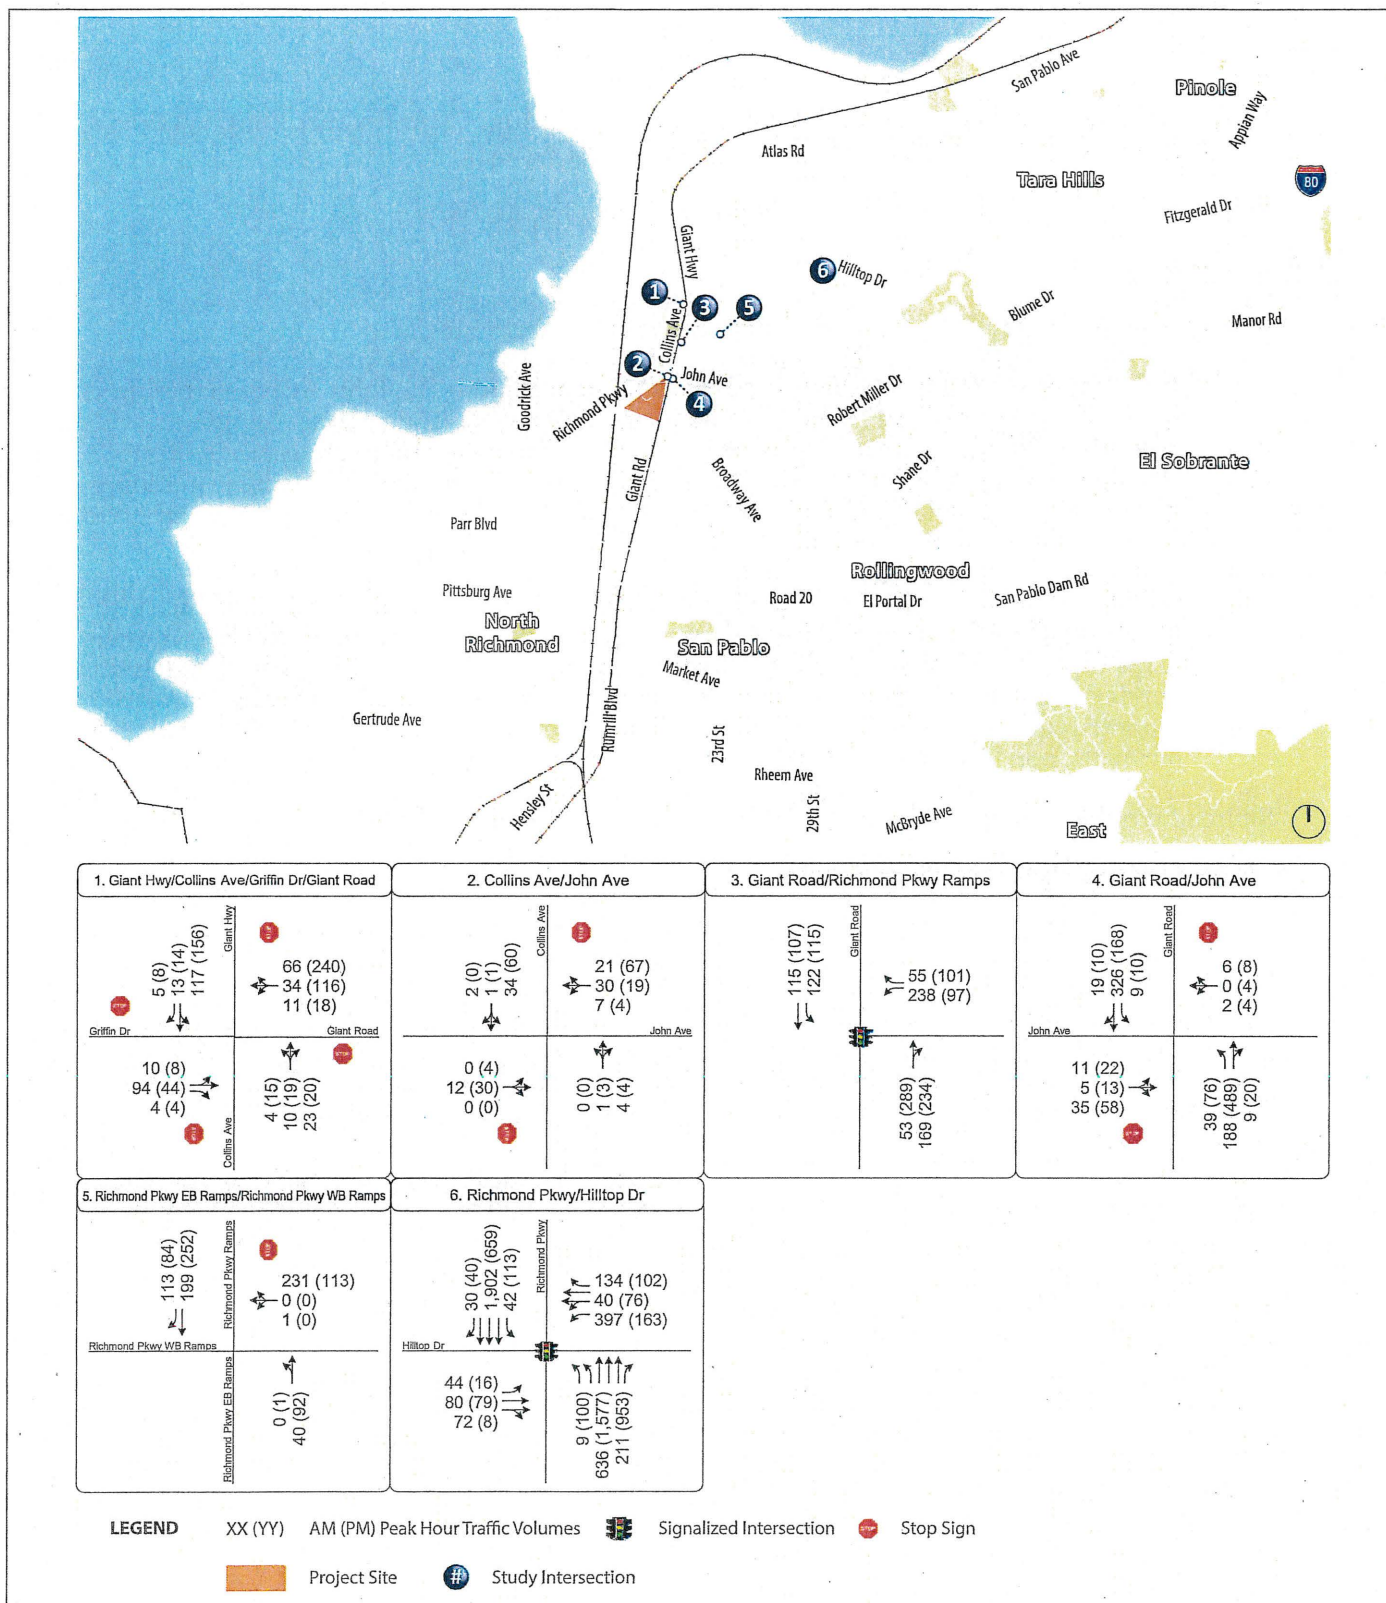 San Pablo Ave
Pinole
Appian Way
Atlas Rd
Tara Hills
80
Fitzgerald Dr
Giant Hwy
6
Hilltop Dr
1
3
5
Blume Dr
Manor Rd
Collins Ave
2
John Ave
Goodrick Ave
Richmond Pkwy
4
Robert Miller Dr
Giant Rd
Broadway Ave
Shane Dr
El Sobrante
Parr Blvd
Rollingwood
Pittsburg Ave
Road 20
El Portal Dr
San Pablo Dam Rd
North
Richmond
San Pablo
Market Ave
Gertrude Ave
Rumrill Blvd
23rd St
Rheem Ave
Hensley St
29th St
McBryde Ave
East
1. Giant Hwy/Collins Ave/Griffin Dr/Giant Road
Giant Hwy
STOP
5 (8)
13 (14)
117 (156)
66 (240)
34 (116)
11 (18)
STOP
Griffin Dr
Giant Road
STOP
10 (8)
94 (44)
4 (4)
4 (15)
10 (19)
23 (20)
STOP
Collins Ave
2. Collins Ave/John Ave
Collins Ave
STOP
2 (0)
1 (1)
34 (60)
21 (67)
30 (19)
7 (4)
John Ave
0 (4)
12 (30)
0 (0)
0 (0)
1 (3)
4 (4)
STOP
3. Giant Road/Richmond Pkwy Ramps
Giant Road
115 (107)
122 (115)
55 (101)
238 (97)
53 (289)
169 (234)
4. Giant Road/John Ave
Giant Road
STOP
19 (10)
326 (168)
9 (10)
6 (8)
0 (4)
2 (4)
John Ave
11 (22)
5 (13)
35 (58)
39 (76)
188 (489)
9 (20)
STOP
5. Richmond Pkwy EB Ramps/Richmond Pkwy WB Ramps
Richmond Pkwy Ramps
STOP
113 (84)
199 (252)
231 (113)
0 (0)
1 (0)
Richmond Pkwy WB Ramps
Richmond Pkwy EB Ramps
0 (1)
40 (92)
6. Richmond Pkwy/Hilltop Dr
Richmond Pkwy
30 (40)
1,902 (659)
42 (113)
134 (102)
40 (76)
397 (163)
Hilltop Dr
44 (16)
80 (79)
72 (8)
9 (100)
636 (1,577)
211 (953)
LEGEND
XX (YY) AM (PM) Peak Hour Traffic Volumes
Signalized Intersection
STOP
Stop Sign
Project Site
#
Study Intersection